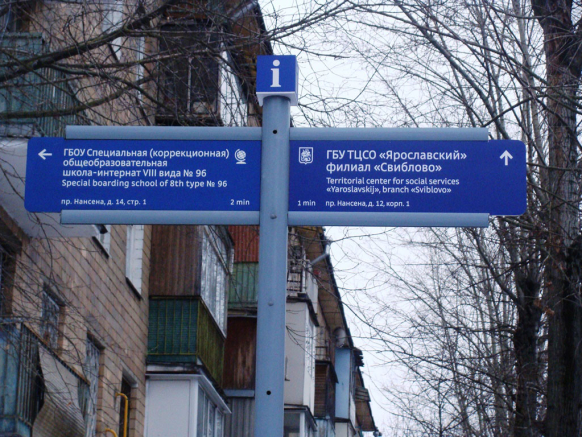 i
ГБОУ Специальная (коррекционная)
общеобразовательная
школа-интернат VIII вида № 96
Special boarding school of 8th type № 96
пр. Нансена, д. 14, стр. 1 2 min
ГБУ ТЦСО «Ярославский»
филиал «Свиблово»
Territorial center for social services
«Yaroslavskij», branch «Sviblovo»
1 min пр. Нансена, д. 12, корп. 1